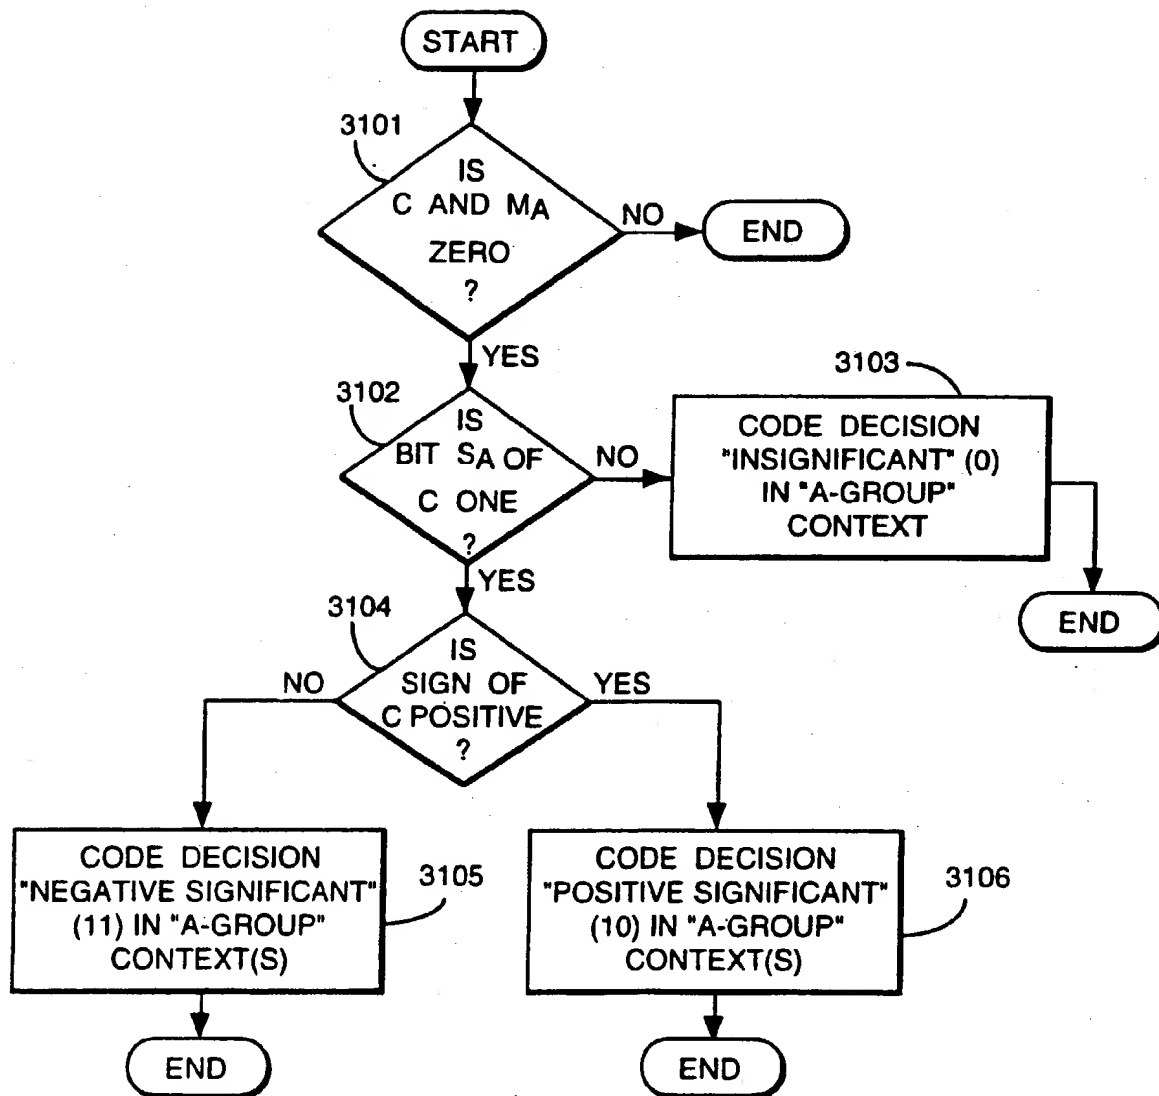 START
3101
IS
C AND MA
ZERO
?
NO
END
YES
3102
IS
BIT SA OF
C ONE
?
NO
3103
CODE DECISION
"INSIGNIFICANT" (0)
IN "A-GROUP"
CONTEXT
END
YES
3104
IS
SIGN OF
C POSITIVE
?
NO
YES
CODE DECISION
"NEGATIVE SIGNIFICANT"
(11) IN "A-GROUP"
CONTEXT(S)
3105
CODE DECISION
"POSITIVE SIGNIFICANT"
(10) IN "A-GROUP"
CONTEXT(S)
3106
END
END